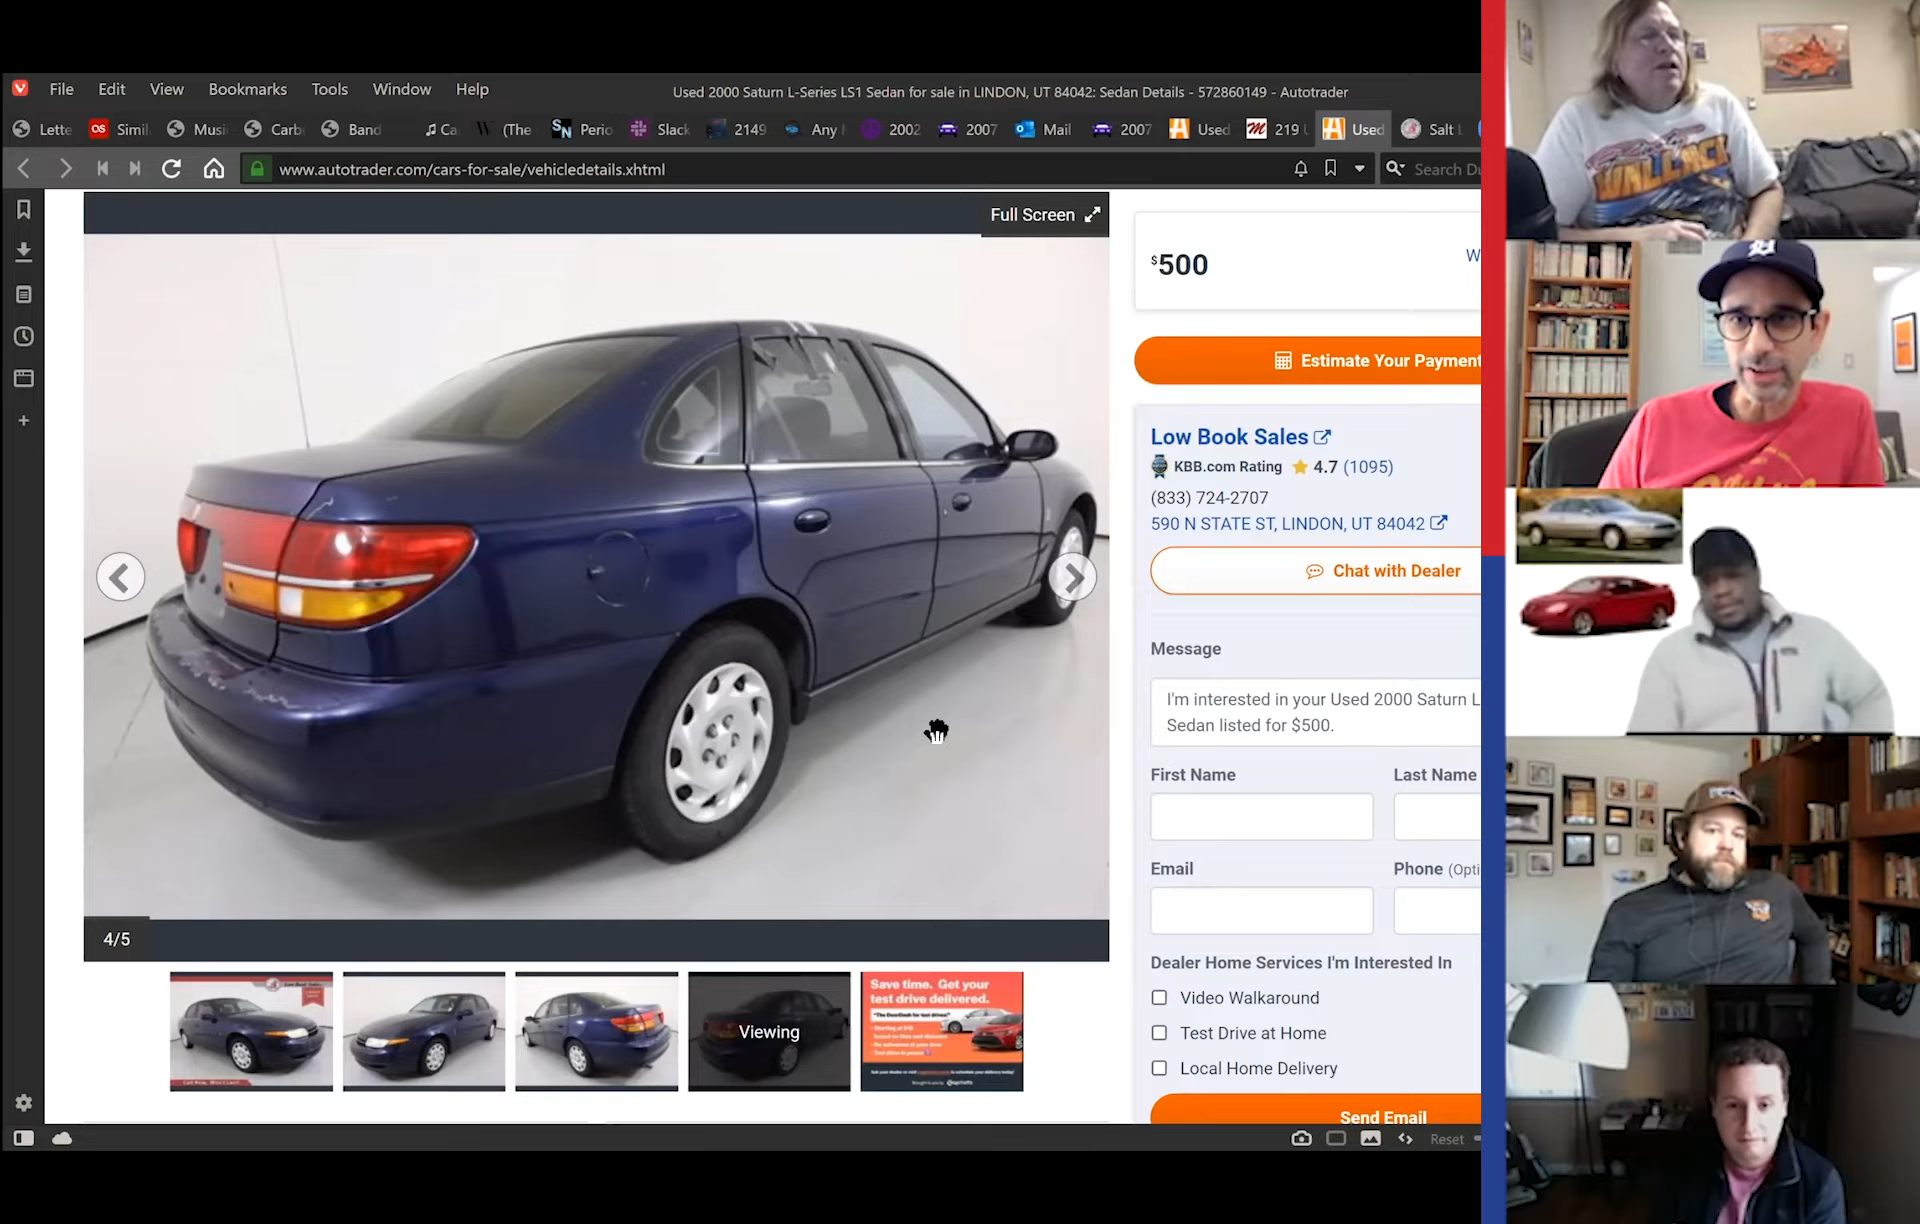 File Edit View Bookmarks Tools Window Help
Used 2000 Saturn L-Series LS1 Sedan for sale in LINDON, UT 84042: Sedan Details - 572860149 - Autotrader
Lette
OS Simil
Musi
Carb
Band
Ca
(The
SN Perio
Slack
2149
Any
2002
2007
Mail
2007
Used
219
Used
Salt L
www.autotrader.com/cars-for-sale/vehicledetails.xhtml
Search Du
Full Screen
$500
W
Estimate Your Payment
Low Book Sales
KBB.com Rating 4.7 (1095)
(833) 724-2707
590 N STATE ST, LINDON, UT 84042
Chat with Dealer
Message
I'm interested in your Used 2000 Saturn L
Sedan listed for $500.
First Name Last Name
Email Phone (Opti
Dealer Home Services I'm Interested In
Video Walkaround
Test Drive at Home
Local Home Delivery
Send Email
4/5
Viewing
Save time. Get your
test drive delivered.
Reset
WALLACE